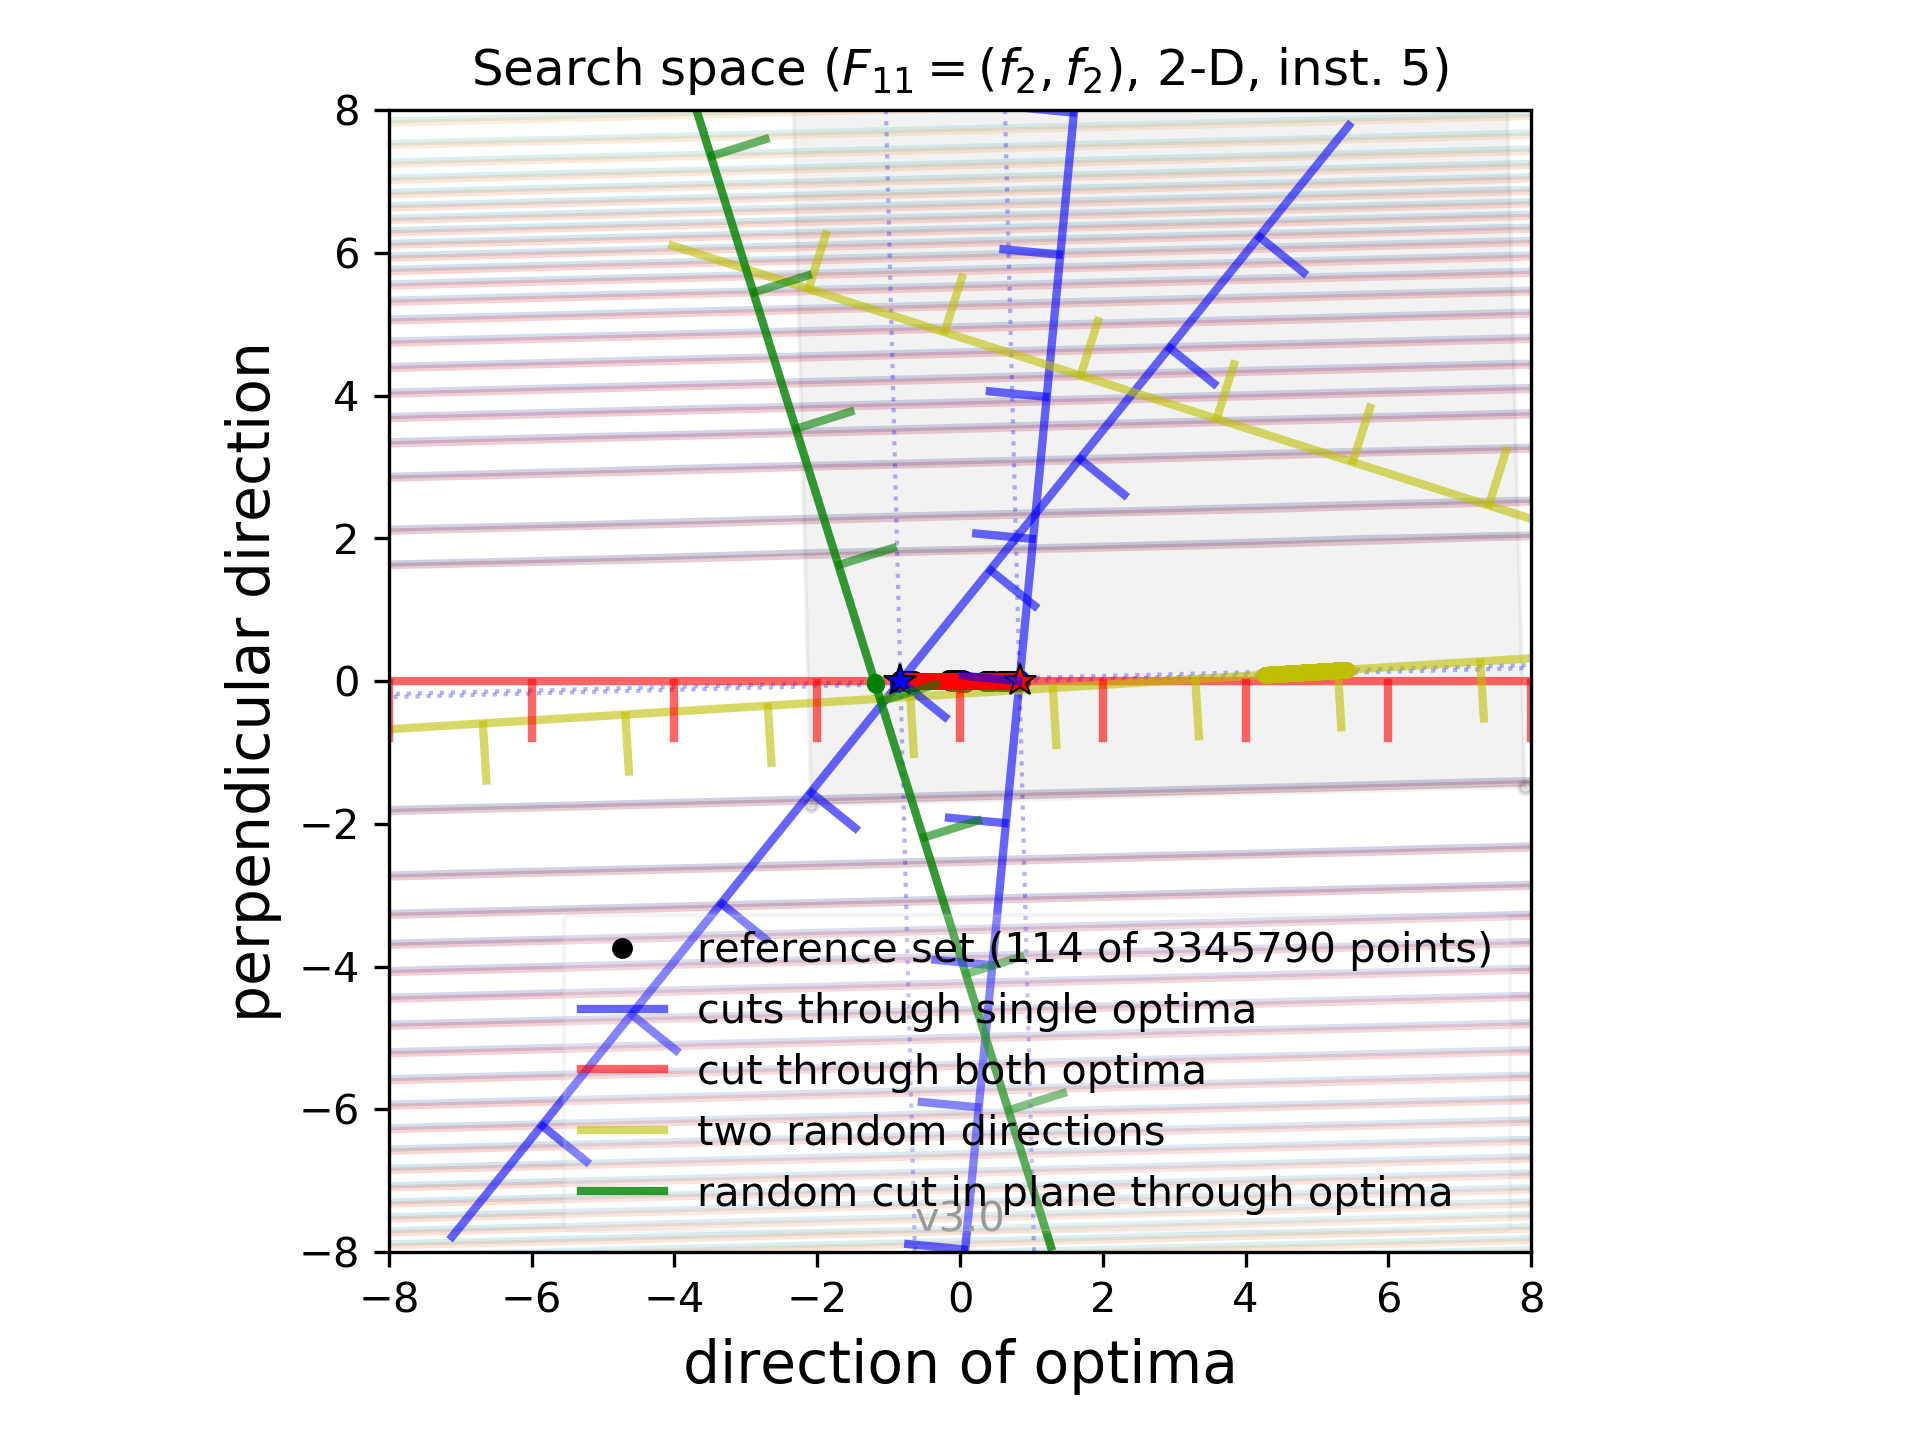 Search space (F₁₁ = (f₂, f₂), 2-D, inst. 5)
8
6
4
2
0
−2
−4
−6
−8
perpendicular direction
reference set (114 of 3345790 points)
cuts through single optima
cut through both optima
two random directions
random cut in plane through optima
v3.0
−8 −6 −4 −2 0 2 4 6 8
direction of optima